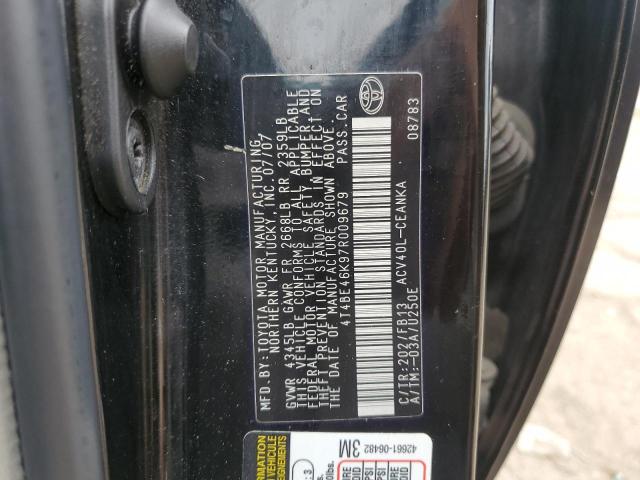 MFD. BY: TOYOTA MOTOR MANUFACTURING,
NORTHERN KENTUCKY, INC. 07/07
GVWR 4345LB GAWR FR 2668LB RR 2359LB
THIS VEHICLE CONFORMS TO ALL APPLICABLE
FEDERAL MOTOR VEHICLE SAFETY BUMPER, AND
THEFT PREVENTION STANDARDS IN EFFECT ON
THE DATE OF MANUFACTURE SHOWN ABOVE.
4T4BE46K97R009679 PASS.CAR
C/TR:202/FB13 ACV40L-CEANKA
A/TM:-03A/U250E 08783
TOYOTA
42661-06482
3M